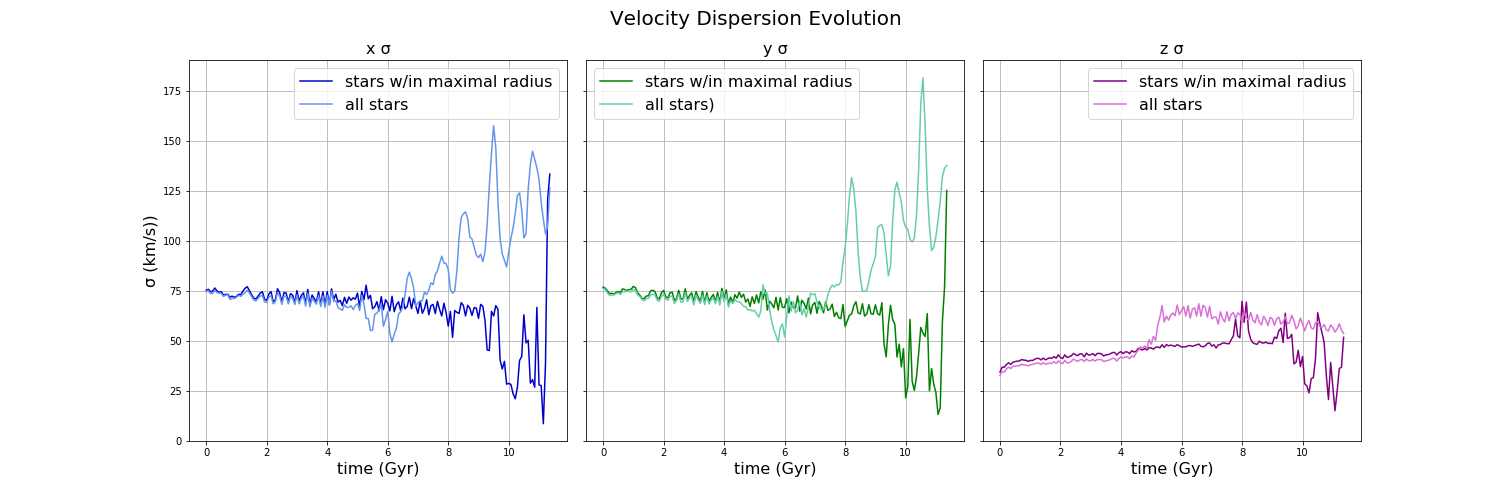 Velocity Dispersion Evolution
x σ
y σ
z σ
stars w/in maximal radius
all stars
stars w/in maximal radius
all stars)
stars w/in maximal radius
all stars
σ (km/s))
175
150
125
100
75
50
25
0
0 2 4 6 8 10
0 2 4 6 8 10
0 2 4 6 8 10
time (Gyr)
time (Gyr)
time (Gyr)